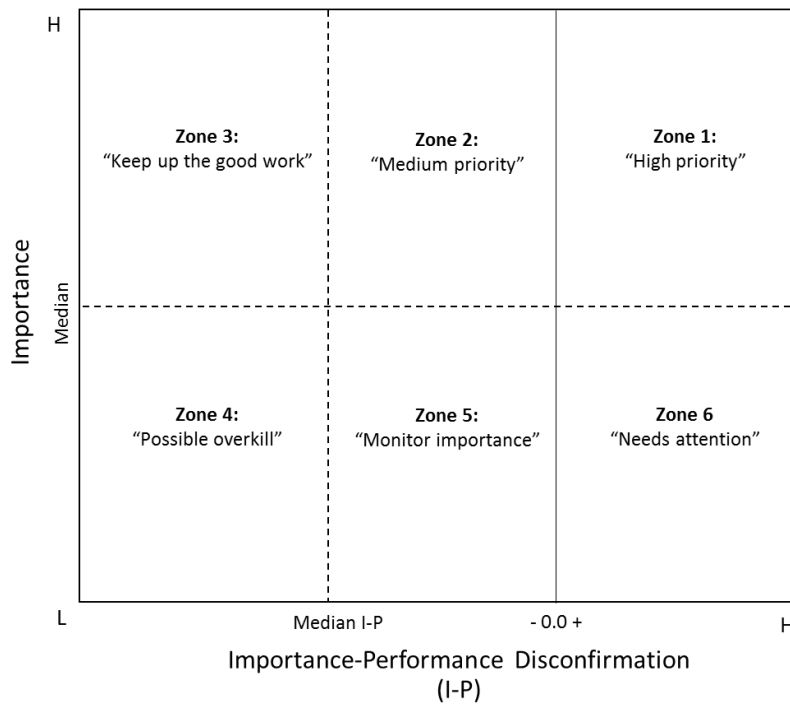 H
Zone 3:
“Keep up the good work”
Zone 2:
“Medium priority”
Zone 1:
“High priority”
Importance
Median
Zone 4:
“Possible overkill”
Zone 5:
“Monitor importance”
Zone 6
“Needs attention”
L
Median I-P
- 0.0 +
H
Importance-Performance Disconfirmation
(I-P)